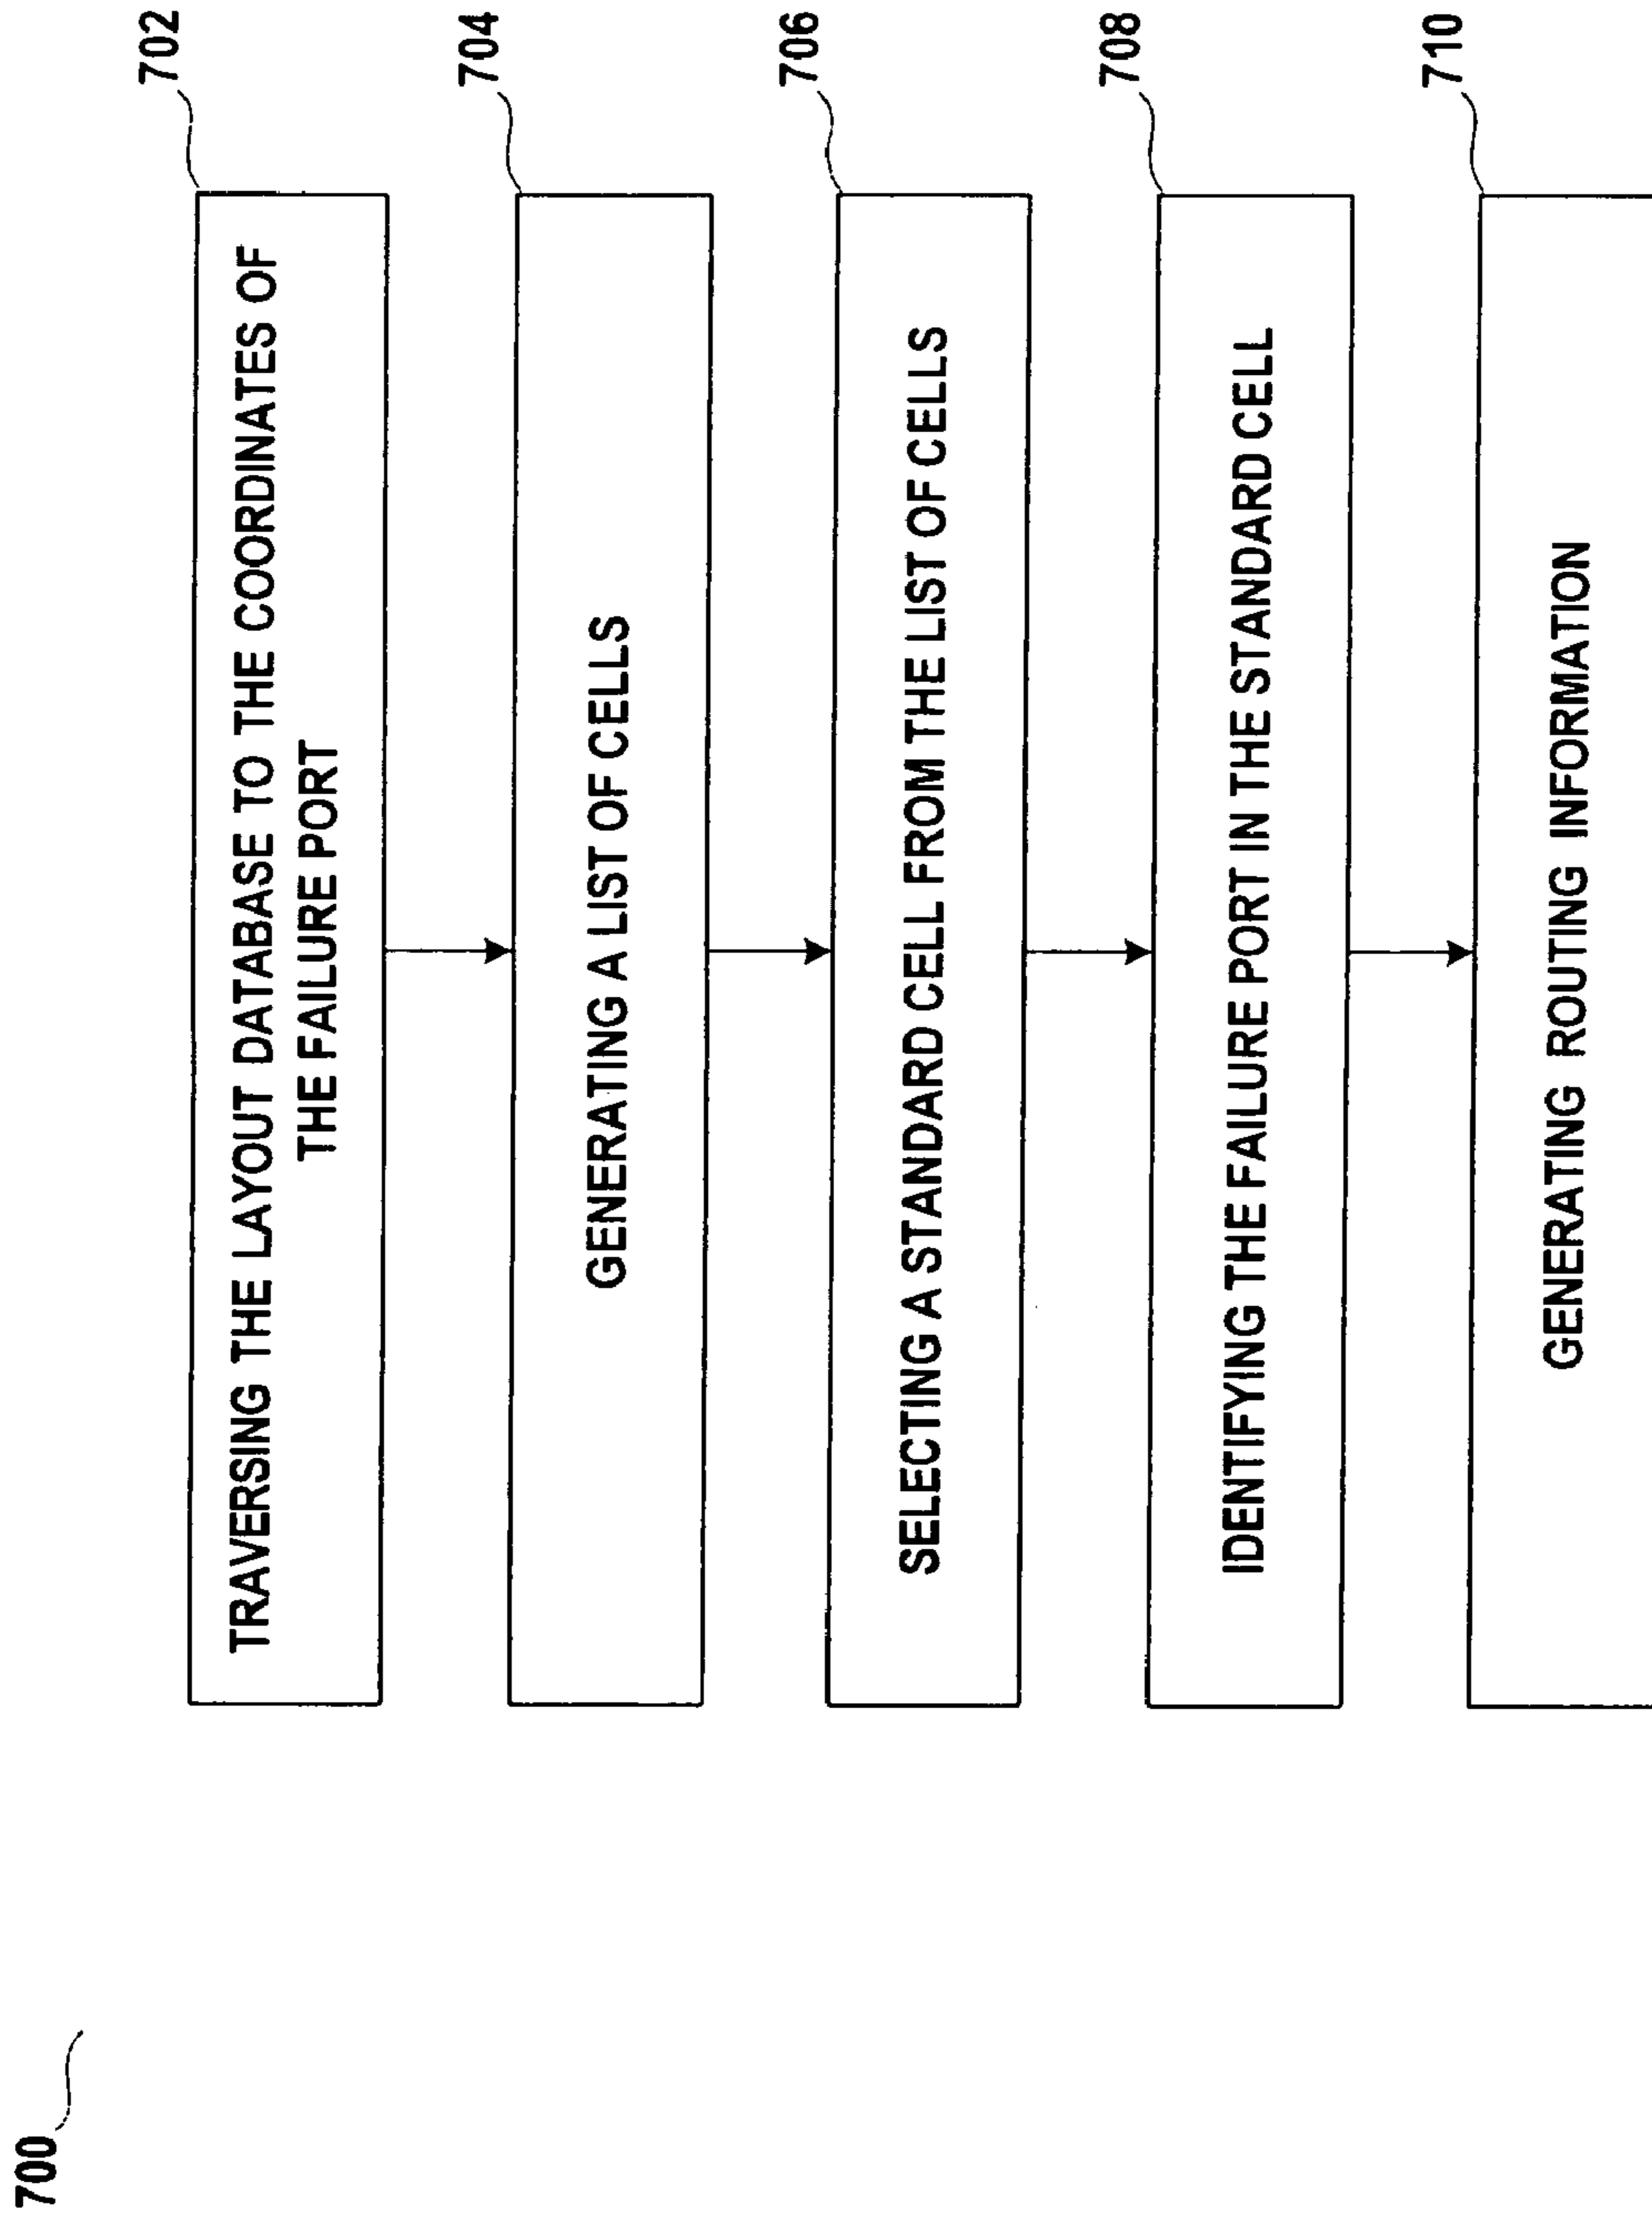 700
702
TRAVERSING THE LAYOUT DATABASE TO THE COORDINATES OF
THE FAILURE PORT
704
GENERATING A LIST OF CELLS
706
SELECTING A STANDARD CELL FROM THE LIST OF CELLS
708
IDENTIFYING THE FAILURE PORT IN THE STANDARD CELL
710
GENERATING ROUTING INFORMATION